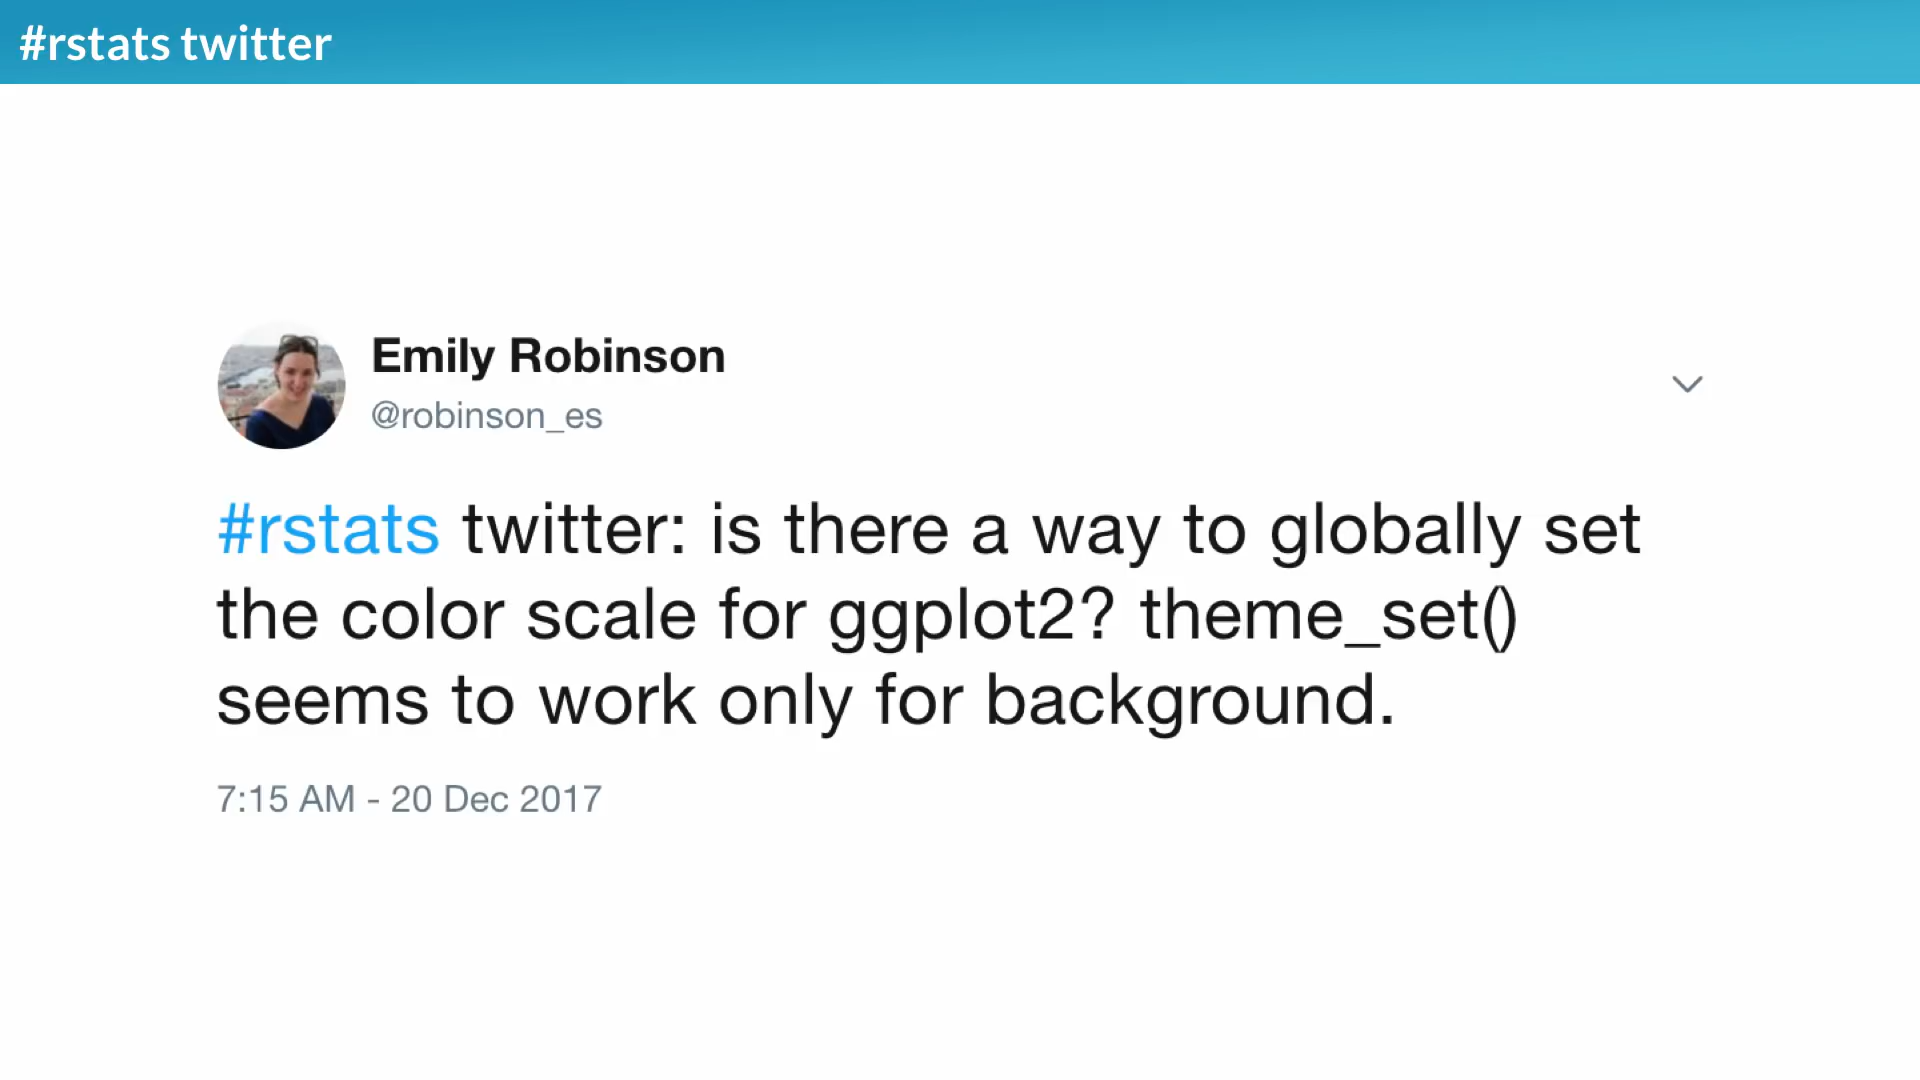 #rstats twitter
Emily Robinson
@robinson_es
#rstats twitter: is there a way to globally set
the color scale for ggplot2? theme_set()
seems to work only for background.
7:15 AM - 20 Dec 2017